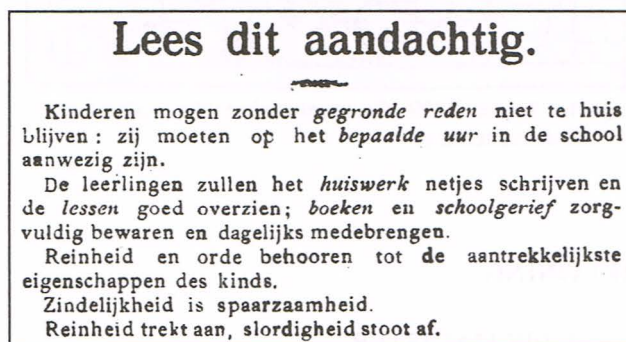 Lees dit aandachtig.
Kinderen mogen zonder gegronde reden niet te huis
blijven : zij moeten op het bepaalde uur in de school
aanwezig zijn.
De leerlingen zullen het huiswerk netjes schrijven en
de lessen goed overzien; boeken en schoolgerief zorg-
vuldig bewaren en dagelijks medebrengen.
Reinheid en orde behooren tot de aantrekkelijkste
eigenschappen des kinds.
Zindelijkheid is spaarzaamheid.
Reinheid trekt aan, slordigheid stoot af.